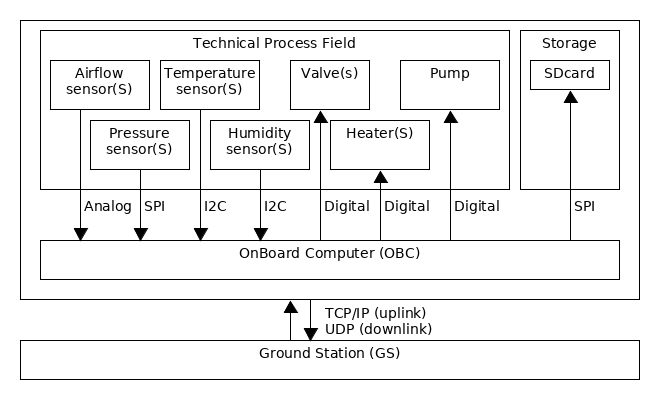 Technical Process Field
Storage
Airflow
sensor(S)
Temperature
sensor(S)
Valve(s)
Pump
SDcard
Pressure
sensor(S)
Humidity
sensor(S)
Heater(S)
Analog
SPI
I2C
I2C
Digital
Digital
Digital
SPI
OnBoard Computer (OBC)
TCP/IP (uplink)
UDP (downlink)
Ground Station (GS)